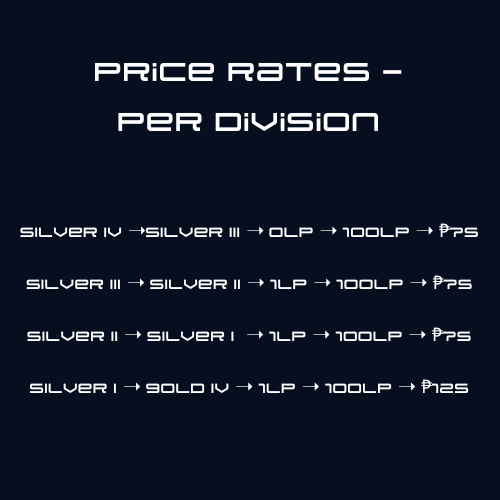 PRICE RATES –
PER DIVISION
SILVER IV →SILVER III → 0LP → 100LP → ₱75
SILVER III → SILVER II → 1LP → 100LP → ₱75
SILVER II → SILVER I → 1LP → 100LP → ₱75
SILVER I → GOLD IV → 1LP → 100LP → ₱125